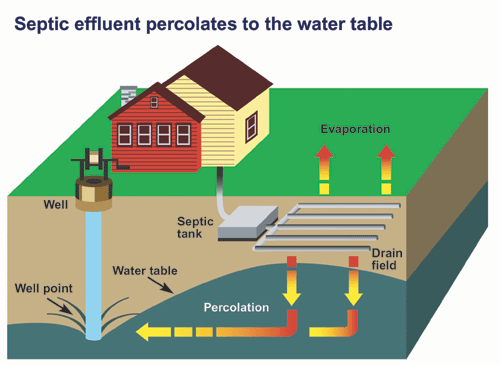 Septic effluent percolates to the water table
Evaporation
Well
Septic
tank
Drain
field
Water table
Well point
Percolation